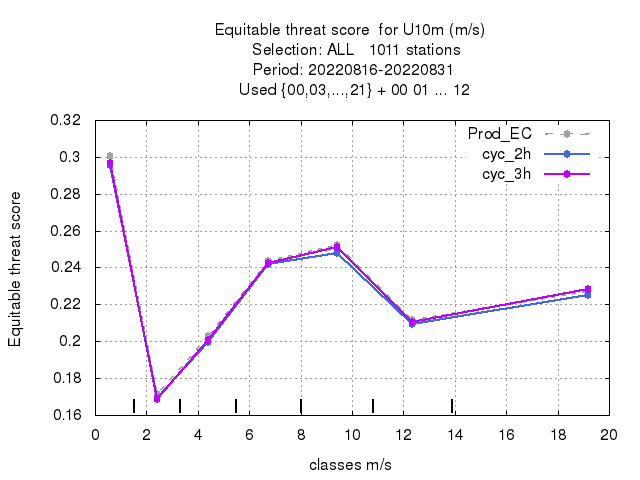 Equitable threat score  for U10m (m/s)
Selection: ALL   1011 stations
Period: 20220816-20220831
Used {00,03,...,21} + 00 01 ... 12
Prod_EC
cyc_2h
cyc_3h
Equitable threat score
0.32
0.3
0.28
0.26
0.24
0.22
0.2
0.18
0.16
0 2 4 6 8 10 12 14 16 18 20
classes m/s